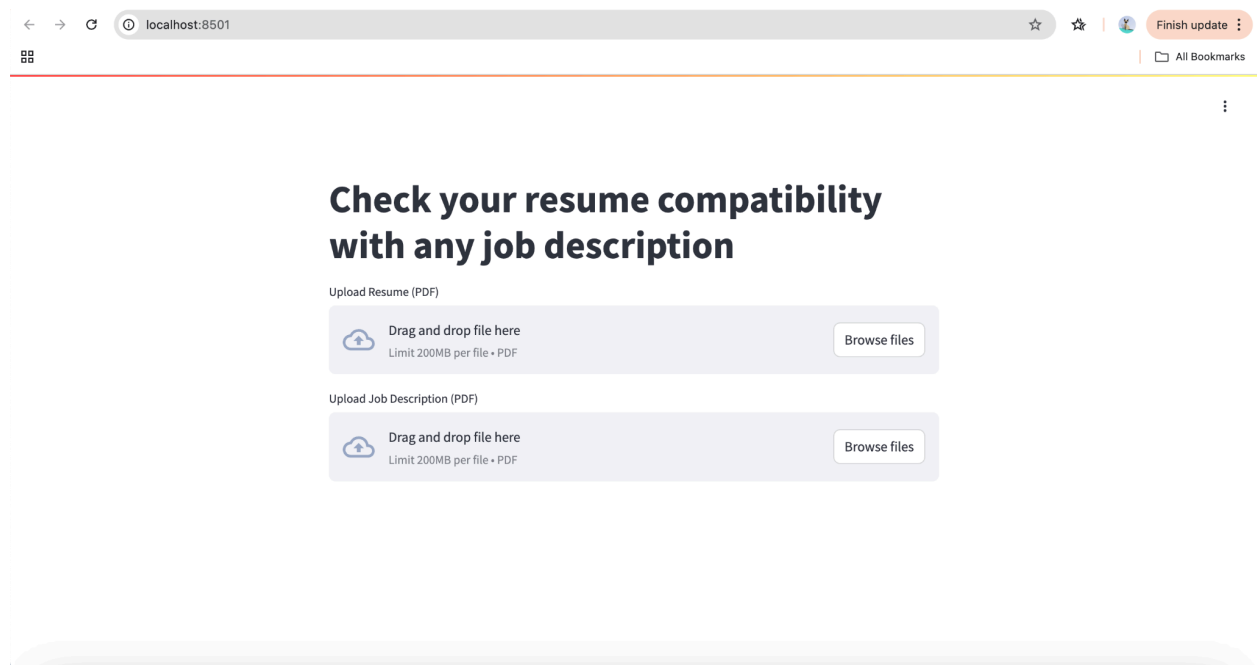 localhost:8501
Finish update
All Bookmarks
Check your resume compatibility
with any job description
Upload Resume (PDF)
Drag and drop file here
Limit 200MB per file • PDF
Browse files
Upload Job Description (PDF)
Drag and drop file here
Limit 200MB per file • PDF
Browse files